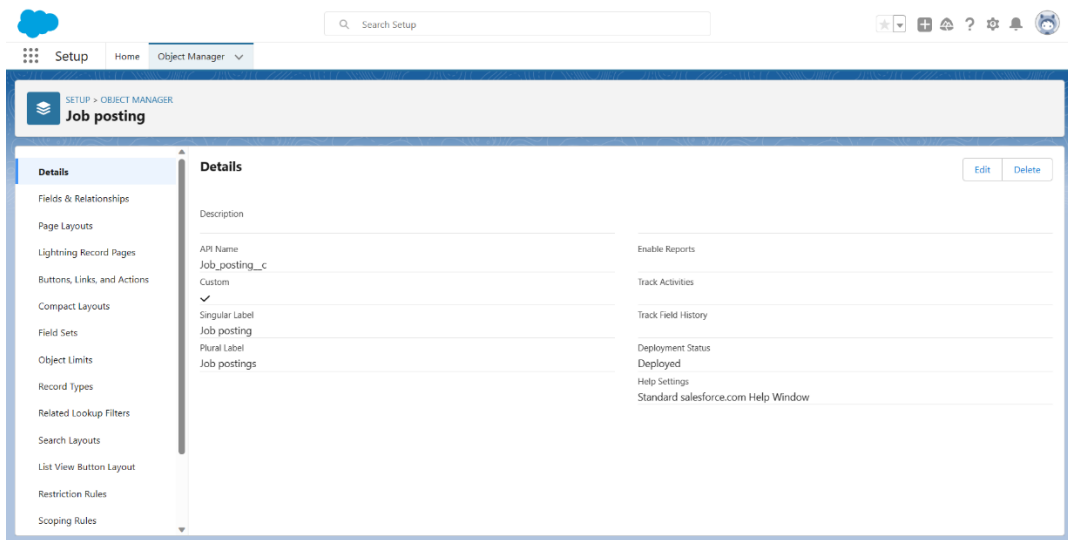 Search Setup
Setup
Home
Object Manager
SETUP > OBJECT MANAGER
Job posting
Details
Fields & Relationships
Page Layouts
Lightning Record Pages
Buttons, Links, and Actions
Compact Layouts
Field Sets
Object Limits
Record Types
Related Lookup Filters
Search Layouts
List View Button Layout
Restriction Rules
Scoping Rules
Details
Edit
Delete
Description
API Name
Job_posting__c
Custom
Singular Label
Job posting
Plural Label
Job postings
Enable Reports
Track Activities
Track Field History
Deployment Status
Deployed
Help Settings
Standard salesforce.com Help Window